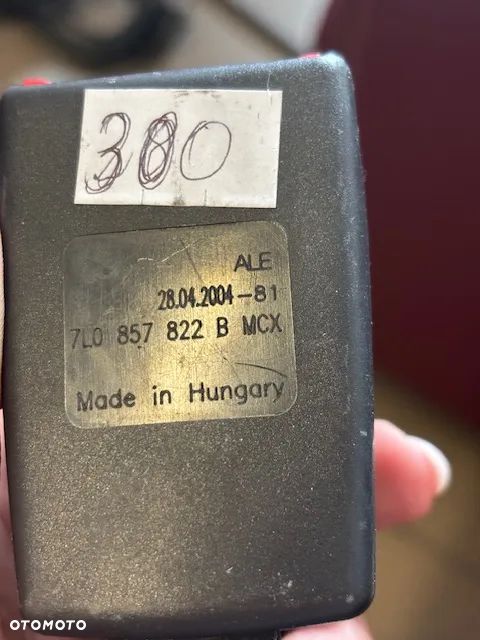 380
ALE
28.04.2004-81
7L0 857 822 B MCX
Made in Hungary
OTOMOTO